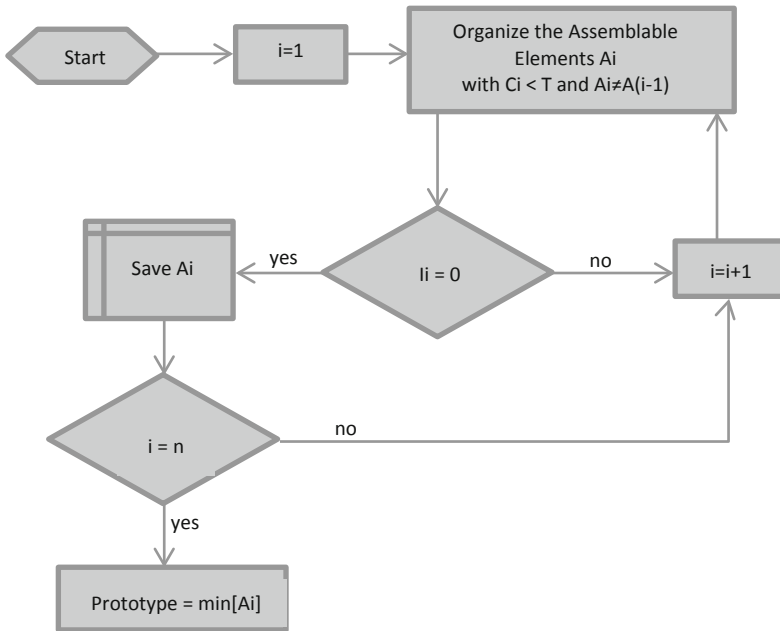 Start
i=1
Organize the Assemblable
Elements Ai
with Ci < T and Ai≠A(i-1)
Save Ai
yes
Ii = 0
no
i=i+1
i = n
no
yes
Prototype = min[Ai]